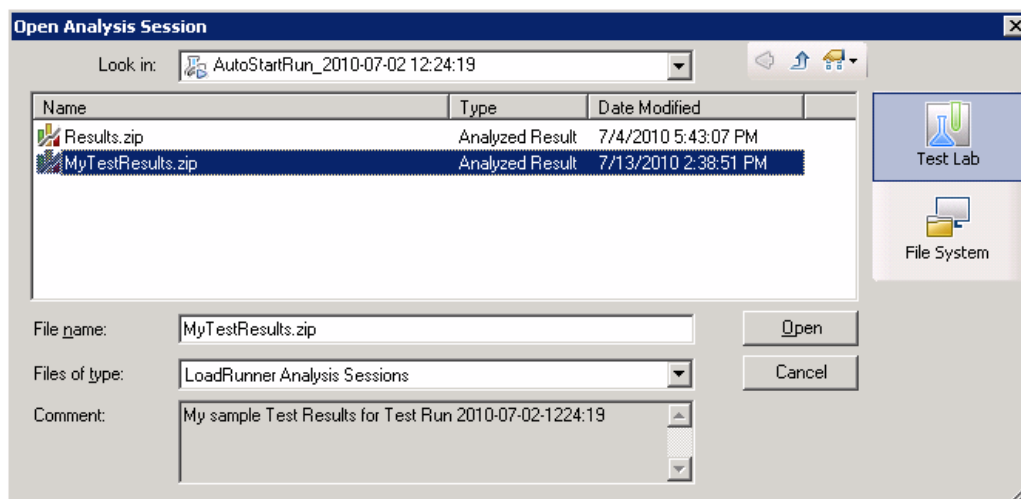 Open Analysis Session
Look in: AutoStartRun_2010-07-02 12:24:19
Name Type Date Modified
Results.zip Analyzed Result 7/4/2010 5:43:07 PM
MyTestResults.zip Analyzed Result 7/13/2010 2:38:51 PM
Test Lab
File System
File name: MyTestResults.zip Open
Files of type: LoadRunner Analysis Sessions Cancel
Comment: My sample Test Results for Test Run 2010-07-02-1224:19